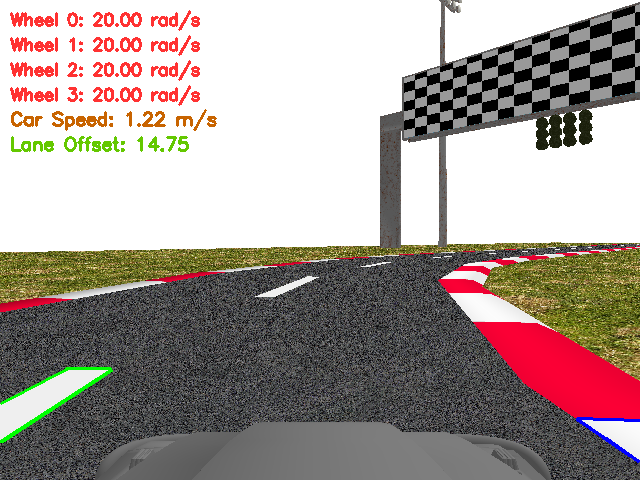 Wheel 0: 20.00 rad/s
Wheel 1: 20.00 rad/s
Wheel 2: 20.00 rad/s
Wheel 3: 20.00 rad/s
Car Speed: 1.22 m/s
Lane Offset: 14.75